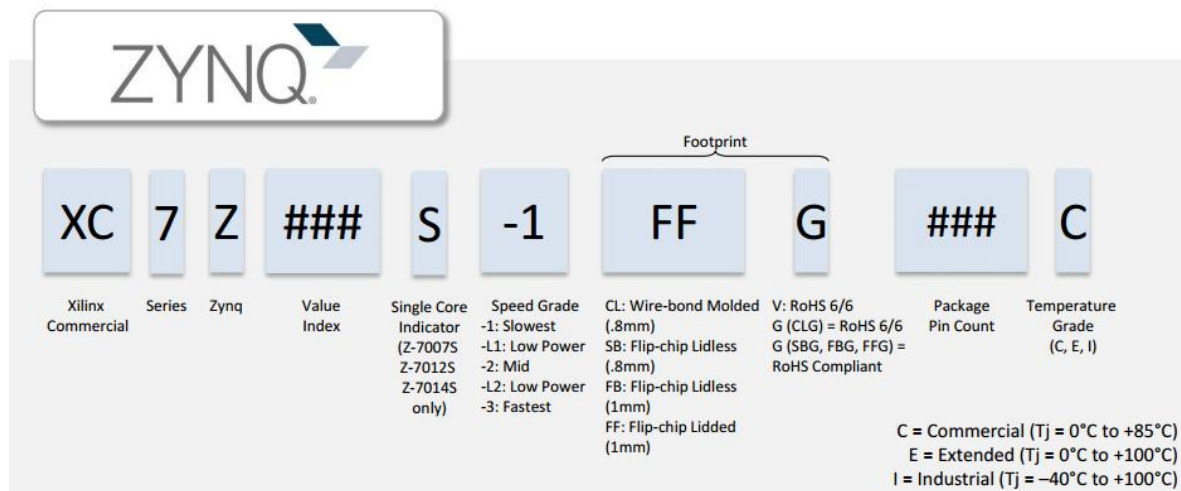 ZYNQ®
Footprint
XC
7
Z
###
S
-1
FF
G
###
C
Xilinx
Commercial
Series
Zynq
Value
Index
Single Core
Indicator
(Z-7007S
Z-7012S
Z-7014S
only)
Speed Grade
-1: Slowest
-L1: Low Power
-2: Mid
-L2: Low Power
-3: Fastest
CL: Wire-bond Molded
(.8mm)
SB: Flip-chip Lidless
(.8mm)
FB: Flip-chip Lidless
(1mm)
FF: Flip-chip Lidded
(1mm)
V: RoHS 6/6
G (CLG) = RoHS 6/6
G (SBG, FBG, FFG) =
RoHS Compliant
Package
Pin Count
Temperature
Grade
(C, E, I)
C = Commercial (Tj = 0°C to +85°C)
E = Extended (Tj = 0°C to +100°C)
I = Industrial (Tj = –40°C to +100°C)